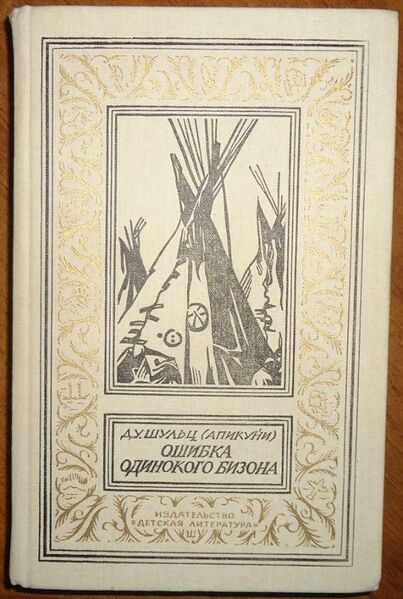 Д.У. ШУЛЬЦ (АПИКУНИ)
ОШИБКА
ОДИНОКОГО БИЗОНА
ИЗДАТЕЛЬСТВО
"ДЕТСКАЯ ЛИТЕРАТУРА"